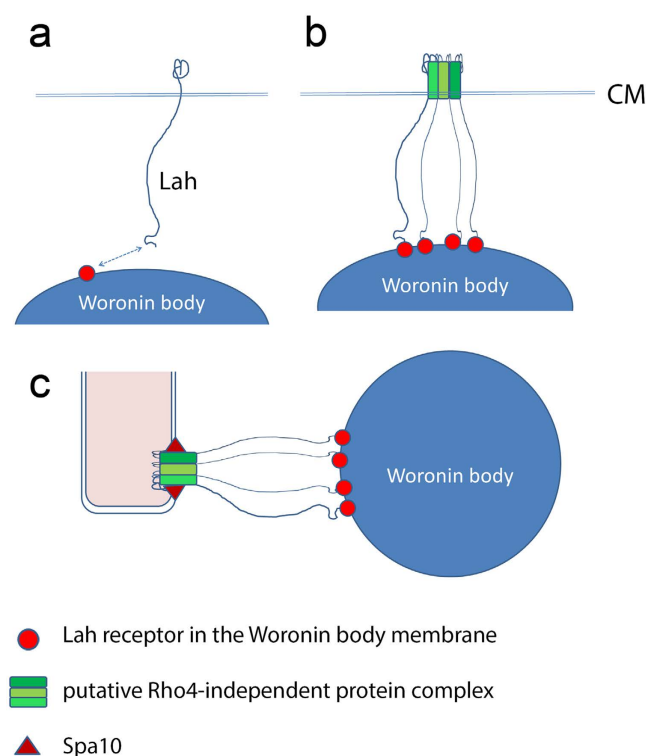 a
b
CM
Lah
Woronin body
Woronin body
c
Woronin body
Lah receptor in the Woronin body membrane
putative Rho4-independent protein complex
Spa10